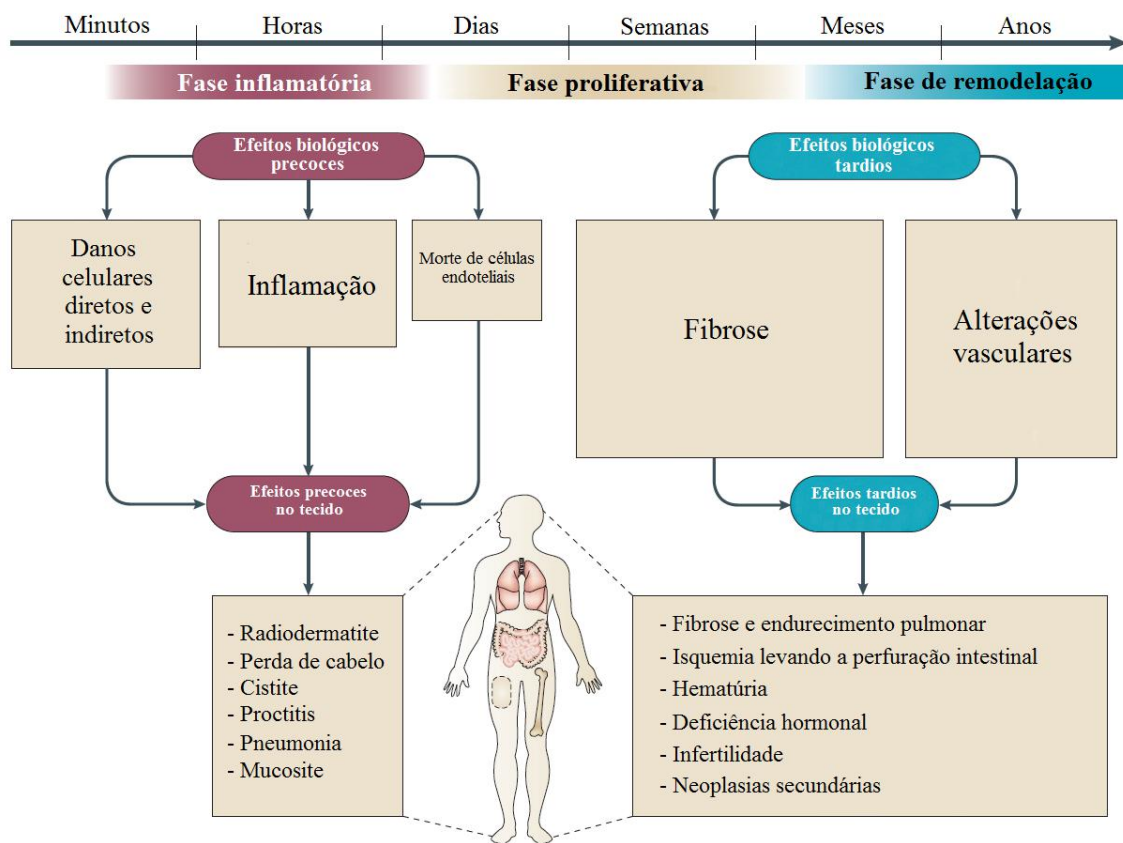 Minutos
Horas
Dias
Semanas
Meses
Anos
Fase inflamatória
Fase proliferativa
Fase de remodelação
Efeitos biológicos
precoces
Efeitos biológicos
tardios
Danos
celulares
diretos e
indiretos
Inflamação
Morte de células
endoteliais
Fibrose
Alterações
vasculares
Efeitos precoces
no tecido
Efeitos tardios
no tecido
- Radiodermatite
- Perda de cabelo
- Cistite
- Proctitis
- Pneumonia
- Mucosite
- Fibrose e endurecimento pulmonar
- Isquemia levando a perfuração intestinal
- Hematúria
- Deficiência hormonal
- Infertilidade
- Neoplasias secundárias